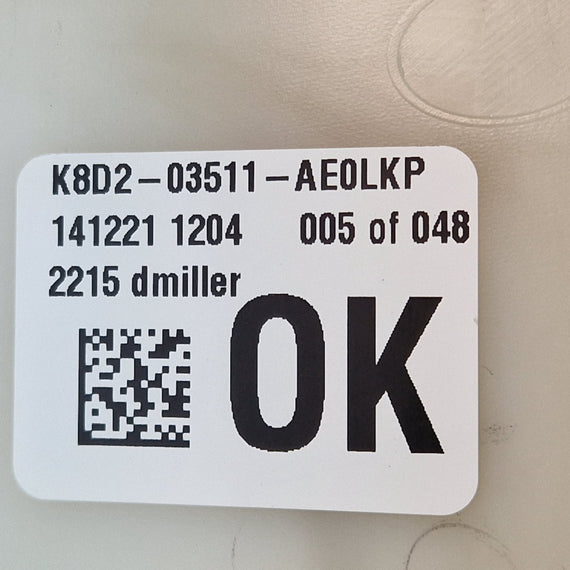 K8D2-03511-AE0LKP
141221 1204 005 of 048
2215 dmiller
OK